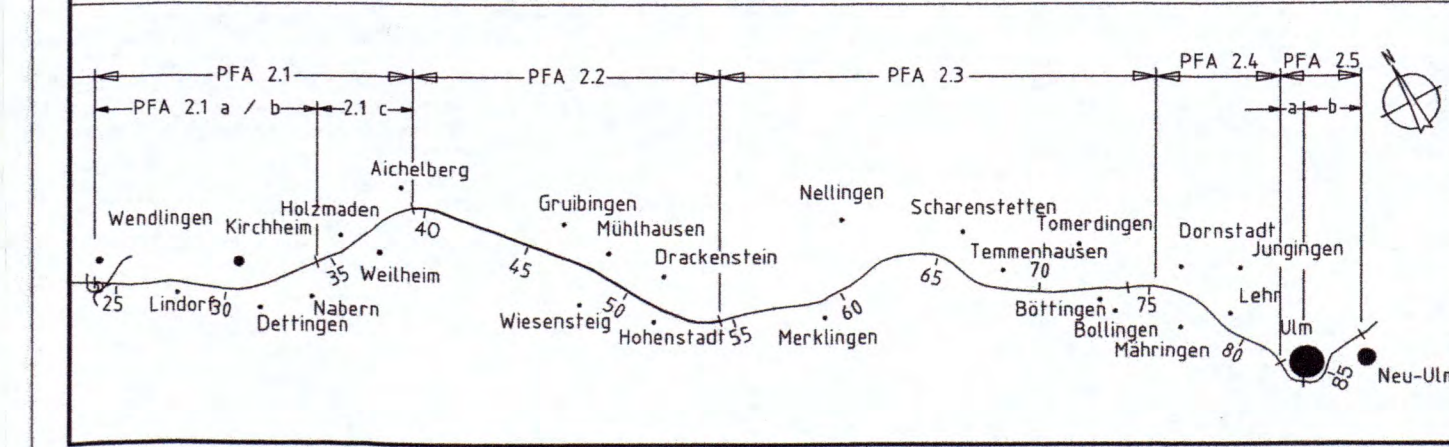 PFA 2.1
PFA 2.2
PFA 2.3
PFA 2.4
PFA 2.5
PFA 2.1 a / b
2.1 c
a
b
N
Aichelberg
Wendlingen
Holzmaden
Kirchheim
40
Gruibingen
Mühlhausen
Nellingen
Scharenstetten
Tomerdingen
Dornstadt
Jungingen
35
Weilheim
45
Drackenstein
65
Temmenhausen
70
25
Lindorf
30
Nabern
Dettingen
50
Wiesensteig
Hohenstadt
55
60
Merklingen
Böttingen
75
Lehr
Bollingen
Mähringen
80
Ulm
85
Neu-Ulm